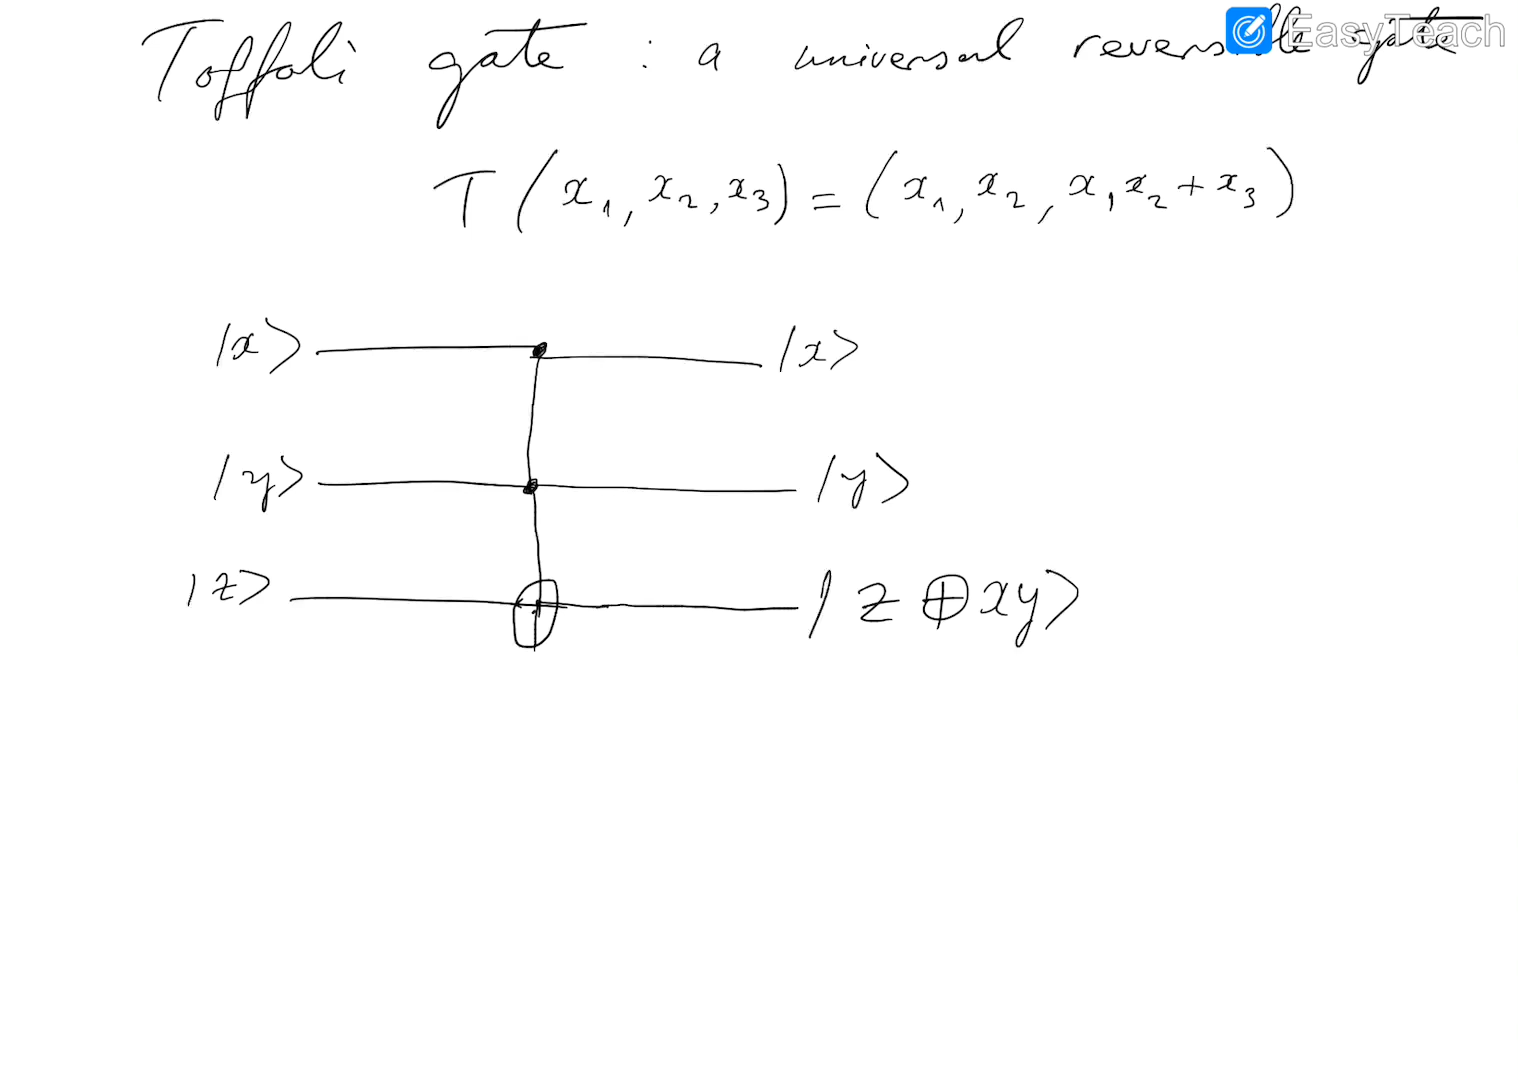 Toffoli gate : a universal reversible gate
EasyTeach
T(x₁, x₂, x₃) = (x₁, x₂, x₁x₂ + x₃)
|x⟩ |x⟩
|y⟩ |y⟩
|z⟩ |z ⊕ xy⟩